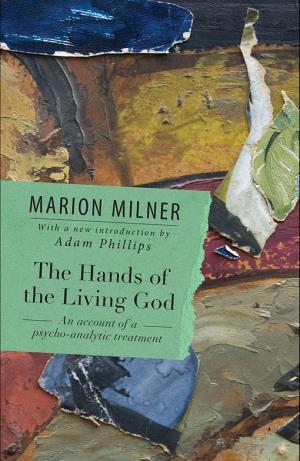 MARION MILNER
With a new introduction by
Adam Phillips
The Hands of
the Living God
An account of a
psycho-analytic treatment